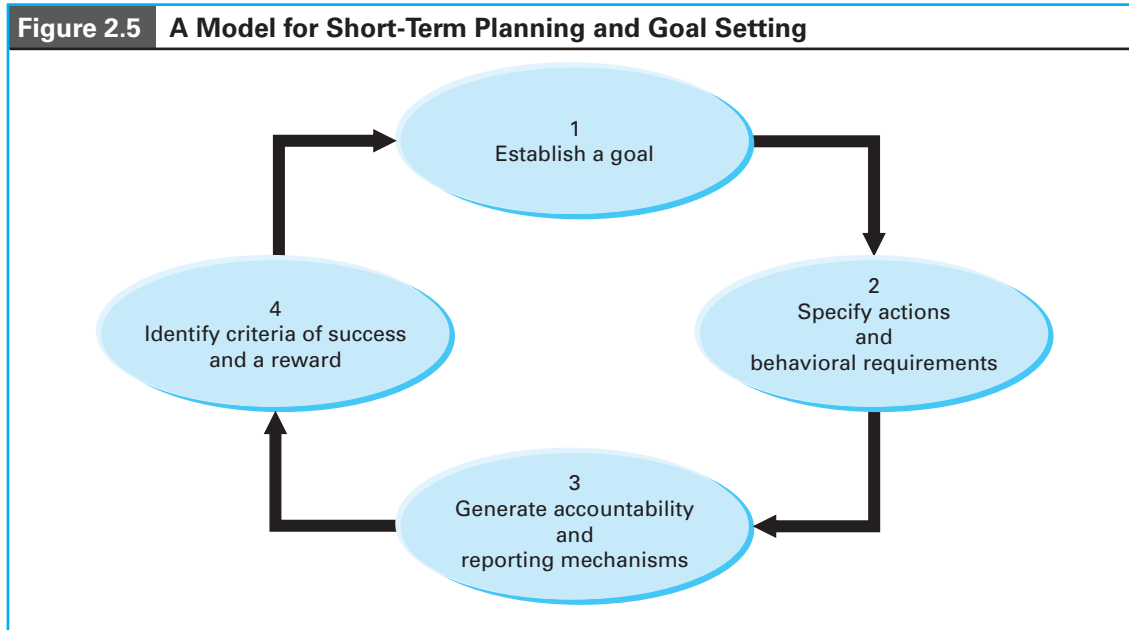 Figure 2.5 A Model for Short-Term Planning and Goal Setting
1
Establish a goal
2
Specify actions
and
behavioral requirements
3
Generate accountability
and
reporting mechanisms
4
Identify criteria of success
and a reward